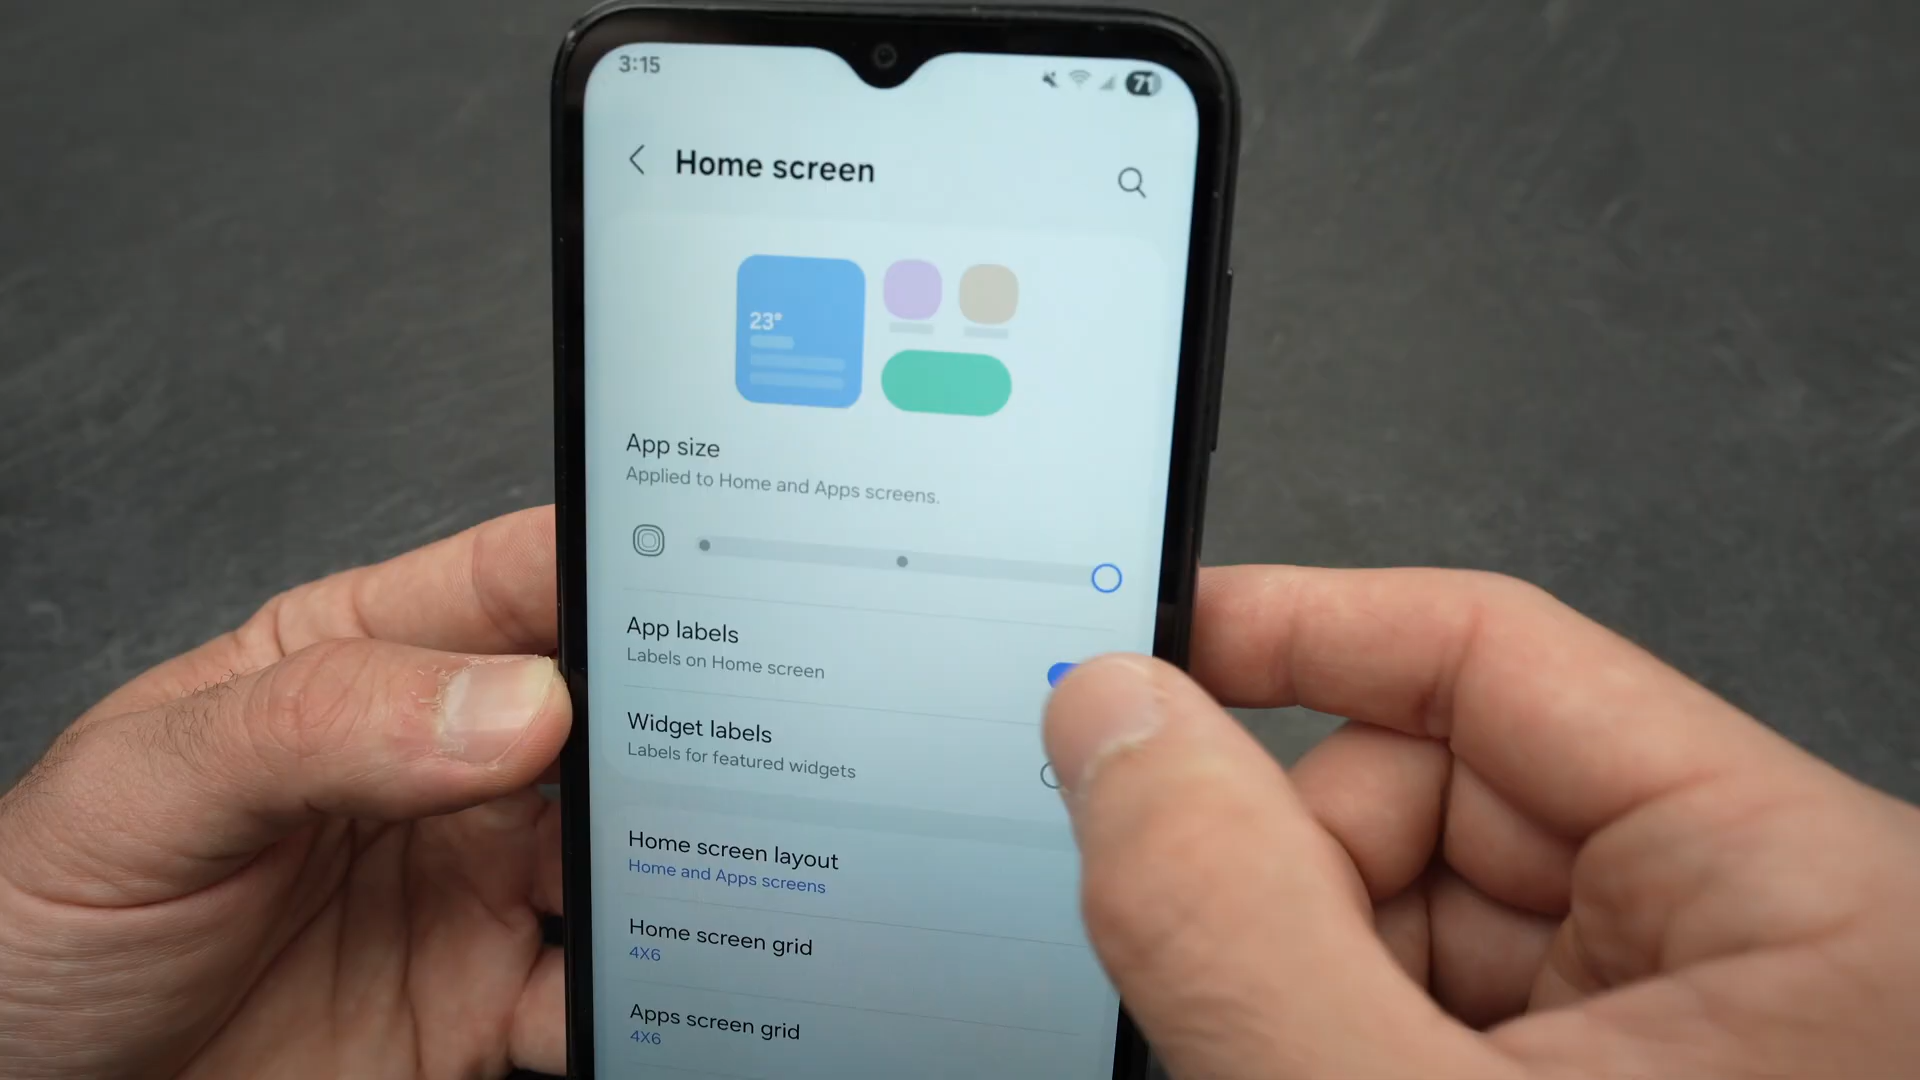 3:15
71
Home screen
23°
App size
Applied to Home and Apps screens.
App labels
Labels on Home screen
Widget labels
Labels for featured widgets
Home screen layout
Home and Apps screens
Home screen grid
4X6
Apps screen grid
4X6